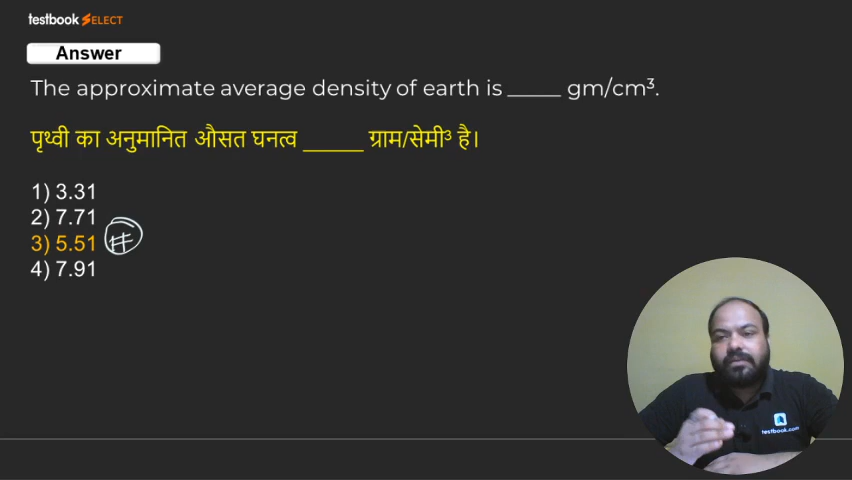 testbook SELECT
Answer
The approximate average density of earth is _____ gm/cm³.
पृथ्वी का अनुमानित औसत घनत्व ______ ग्राम/सेमी³ है।
1) 3.31
2) 7.71
3) 5.51
4) 7.91
testbook.com